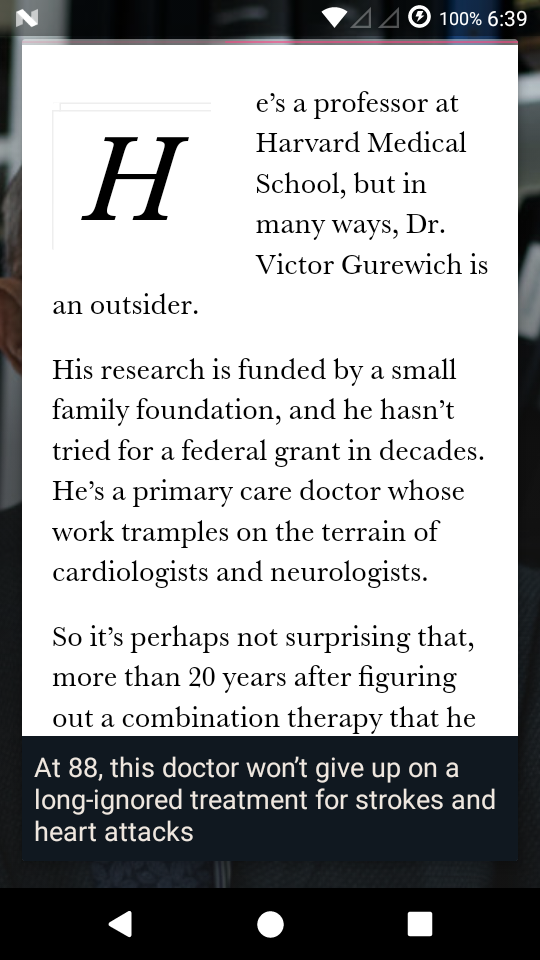 100% 6:39
He's a professor at
Harvard Medical
School, but in
many ways, Dr.
Victor Gurewich is
an outsider.
His research is funded by a small
family foundation, and he hasn't
tried for a federal grant in decades.
He's a primary care doctor whose
work tramples on the terrain of
cardiologists and neurologists.
So it's perhaps not surprising that,
more than 20 years after figuring
out a combination therapy that he
At 88, this doctor won't give up on a
long-ignored treatment for strokes and
heart attacks